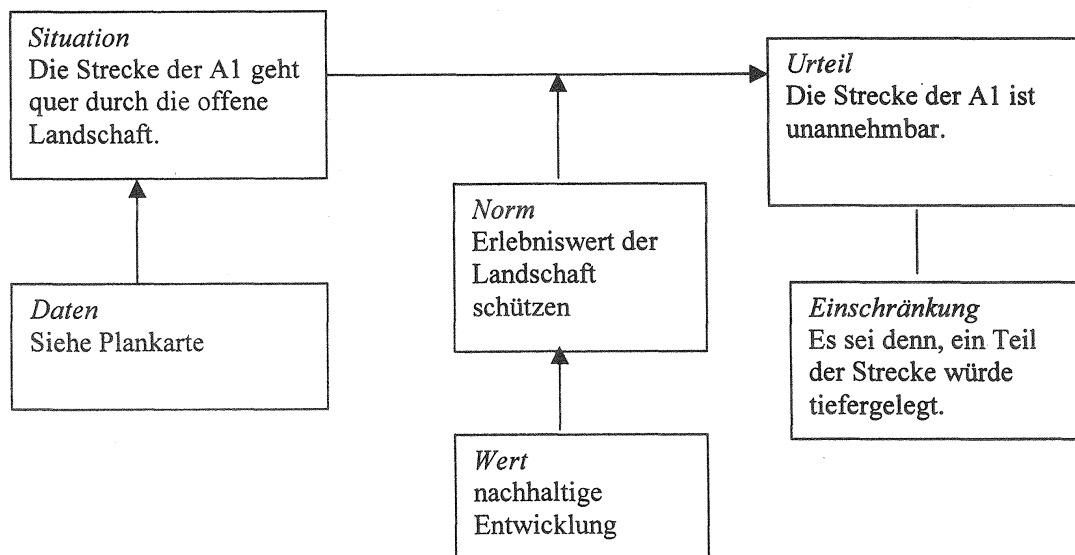 Situation
Die Strecke der A1 geht
quer durch die offene
Landschaft.
Urteil
Die Strecke der A1 ist
unannehmbar.
Norm
Erlebniswert der
Landschaft
schützen
Daten
Siehe Plankarte
Einschränkung
Es sei denn, ein Teil
der Strecke würde
tiefergelegt.
Wert
nachhaltige
Entwicklung